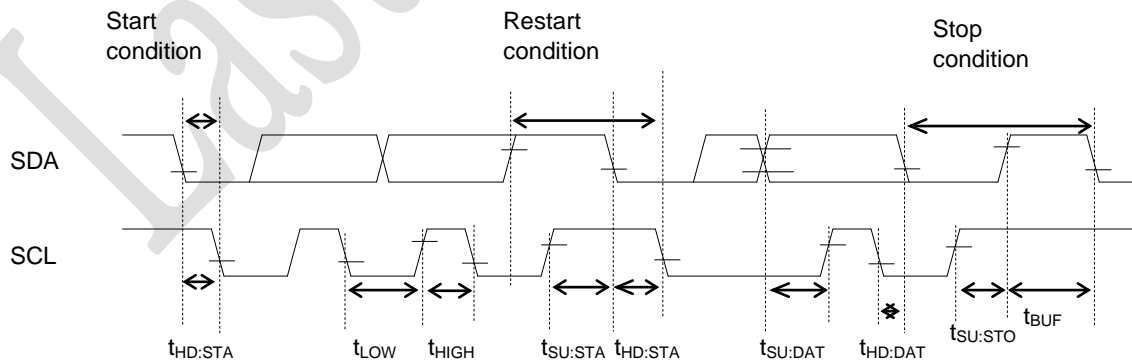 Start
condition
Restart
condition
Stop
condition
SDA
SCL
tHD:STA
tLOW
tHIGH
tSU:STA
tHD:STA
tSU:DAT
tHD:DAT
tSU:STO
tBUF